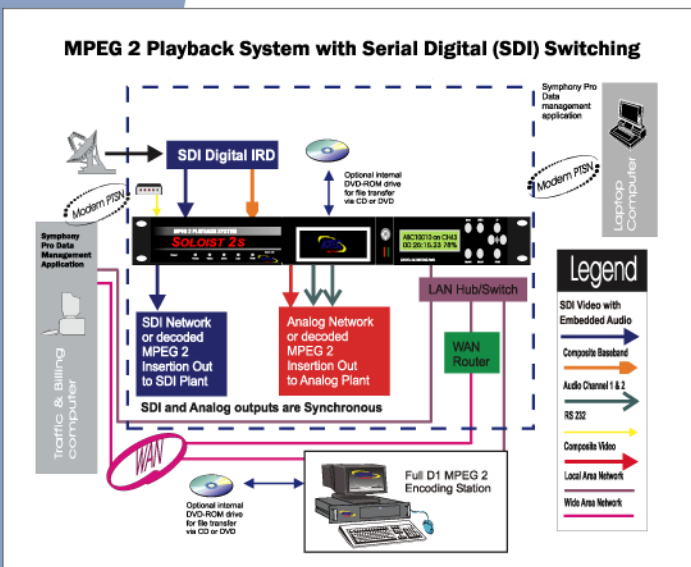 MPEG 2 Playback System with Serial Digital (SDI) Switching
Symphony Pro
Data
management
application
Laptop
Computer
SDI Digital IRD
Optional internal
DVD-ROM drive
for file transfer
via CD or DVD
Modem PTSN
Modem PTSN
Symphony
Pro Data
Management
Application
Traffic & Billing
computer
MPEG 2 PLAYBACK SYSTEM
SOLOIST 2S
ABC10010 on CH43
00:26:15.23 78%
Legend
SDI Video with
Embedded Audio
Composite Baseband
Audio Channel 1 & 2
RS 232
Composite Video
Local Area Network
Wide Area Network
LAN Hub/Switch
WAN
Router
SDI Network
or decoded
MPEG 2
Insertion Out
to SDI Plant
Analog Network
or decoded
MPEG 2
Insertion Out
to Analog Plant
SDI and Analog outputs are Synchronous
WAN
Optional internal
DVD-ROM drive
for file transfer
via CD or DVD
Full D1 MPEG 2
Encoding Station